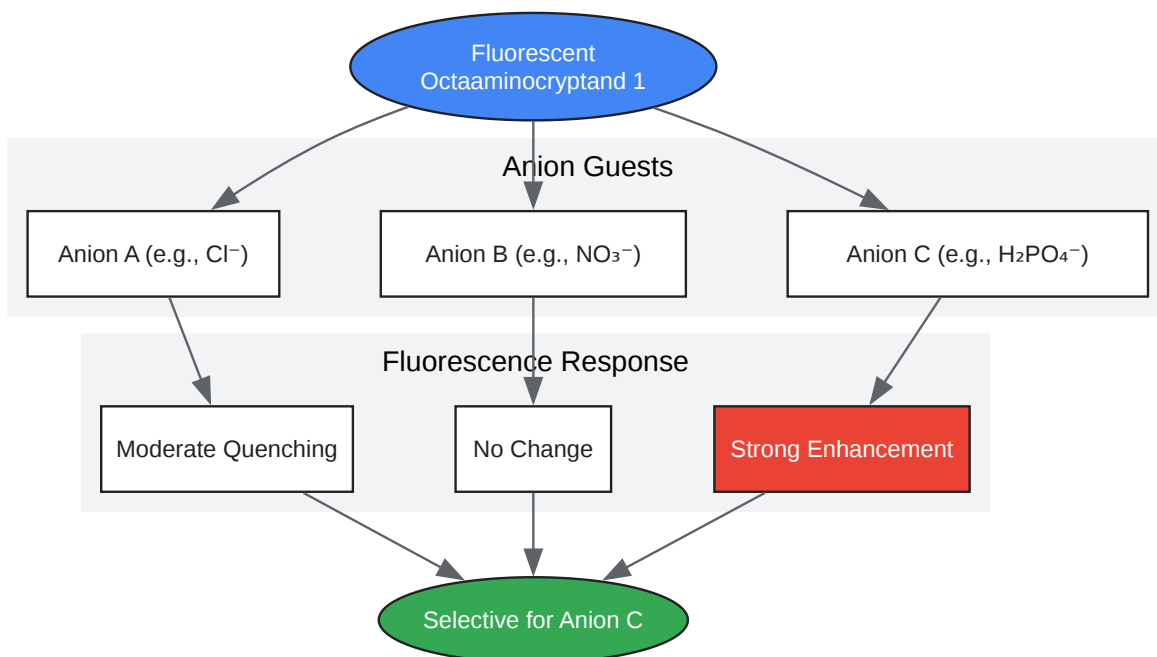 Fluorescent
Octaaminocryptand 1
Anion Guests
Anion A (e.g., Cl⁻)
Anion B (e.g., NO₃⁻)
Anion C (e.g., H₂PO₄⁻)
Fluorescence Response
Moderate Quenching
No Change
Strong Enhancement
Selective for Anion C